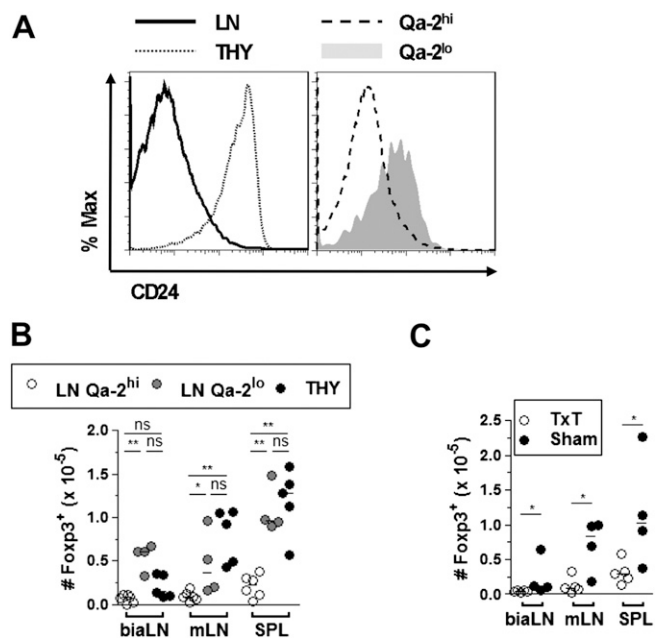 A
LN
THY
Qa-2hi
Qa-2lo
% Max
CD24
B
LN Qa-2hi
LN Qa-2lo
THY
# Foxp3+ (x 10-5)
2.0
1.5
1.0
0.5
0.0
ns
** ns
**
* ns
**
** ns
biaLN
mLN
SPL
C
TxT
Sham
# Foxp3+ (x 10-5)
2.5
2.0
1.5
1.0
0.5
0.0
*
*
*
biaLN
mLN
SPL